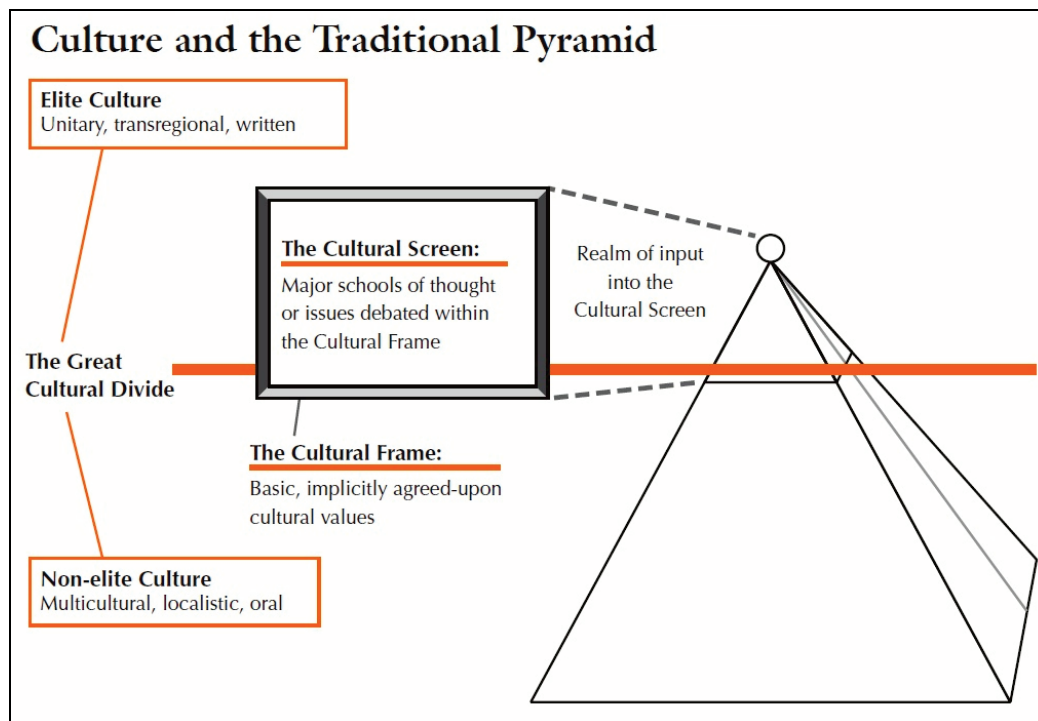 Culture and the Traditional Pyramid
Elite Culture
Unitary, transregional, written
The Cultural Screen:
Major schools of thought
or issues debated within
the Cultural Frame
Realm of input
into the
Cultural Screen
The Great
Cultural Divide
The Cultural Frame:
Basic, implicitly agreed-upon
cultural values
Non-elite Culture
Multicultural, localistic, oral